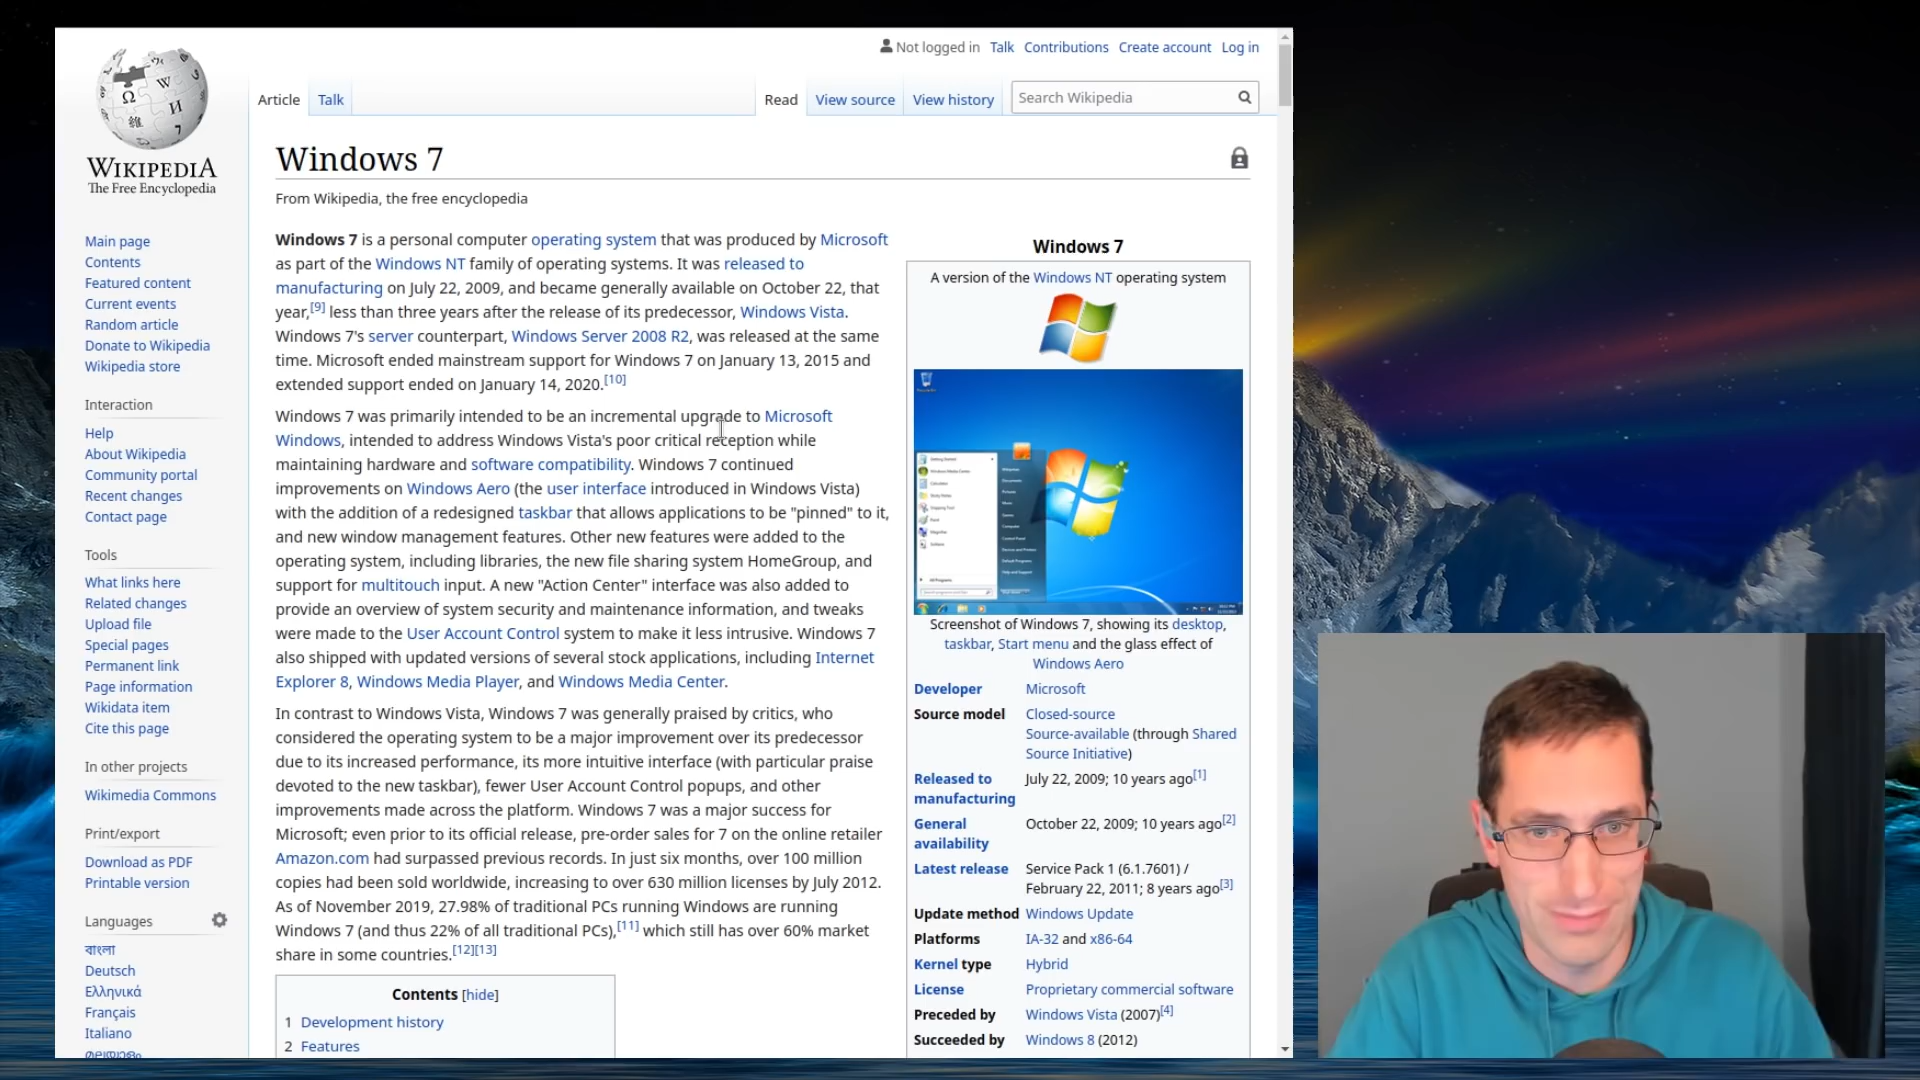 Not logged in Talk Contributions Create account Log in
Article Talk Read View source View history Search Wikipedia
WIKIPEDIA
The Free Encyclopedia
Main page
Contents
Featured content
Current events
Random article
Donate to Wikipedia
Wikipedia store
Interaction
Help
About Wikipedia
Community portal
Recent changes
Contact page
Tools
What links here
Related changes
Upload file
Special pages
Permanent link
Page information
Wikidata item
Cite this page
In other projects
Wikimedia Commons
Print/export
Download as PDF
Printable version
Languages
বাংলা
Deutsch
Ελληνικά
Français
Italiano
Windows 7
From Wikipedia, the free encyclopedia
Windows 7 is a personal computer operating system that was produced by Microsoft
as part of the Windows NT family of operating systems. It was released to
manufacturing on July 22, 2009, and became generally available on October 22, that
year,[9] less than three years after the release of its predecessor, Windows Vista.
Windows 7's server counterpart, Windows Server 2008 R2, was released at the same
time. Microsoft ended mainstream support for Windows 7 on January 13, 2015 and
extended support ended on January 14, 2020.[10]
Windows 7 was primarily intended to be an incremental upgrade to Microsoft
Windows, intended to address Windows Vista's poor critical reception while
maintaining hardware and software compatibility. Windows 7 continued
improvements on Windows Aero (the user interface introduced in Windows Vista)
with the addition of a redesigned taskbar that allows applications to be "pinned" to it,
and new window management features. Other new features were added to the
operating system, including libraries, the new file sharing system HomeGroup, and
support for multitouch input. A new "Action Center" interface was also added to
provide an overview of system security and maintenance information, and tweaks
were made to the User Account Control system to make it less intrusive. Windows 7
also shipped with updated versions of several stock applications, including Internet
Explorer 8, Windows Media Player, and Windows Media Center.
In contrast to Windows Vista, Windows 7 was generally praised by critics, who
considered the operating system to be a major improvement over its predecessor
due to its increased performance, its more intuitive interface (with particular praise
devoted to the new taskbar), fewer User Account Control popups, and other
improvements made across the platform. Windows 7 was a major success for
Microsoft; even prior to its official release, pre-order sales for 7 on the online retailer
Amazon.com had surpassed previous records. In just six months, over 100 million
copies had been sold worldwide, increasing to over 630 million licenses by July 2012.
As of November 2019, 27.98% of traditional PCs running Windows are running
Windows 7 (and thus 22% of all traditional PCs),[11] which still has over 60% market
share in some countries.[12][13]
Contents [hide]
1 Development history
2 Features
Windows 7
A version of the Windows NT operating system
Screenshot of Windows 7, showing its desktop,
taskbar, Start menu and the glass effect of
Windows Aero
Developer Microsoft
Source model Closed-source
Source-available (through Shared
Source Initiative)
Released to July 22, 2009; 10 years ago[1]
manufacturing
General October 22, 2009; 10 years ago[2]
availability
Latest release Service Pack 1 (6.1.7601) /
February 22, 2011; 8 years ago[3]
Update method Windows Update
Platforms IA-32 and x86-64
Kernel type Hybrid
License Proprietary commercial software
Preceded by Windows Vista (2007)[4]
Succeeded by Windows 8 (2012)